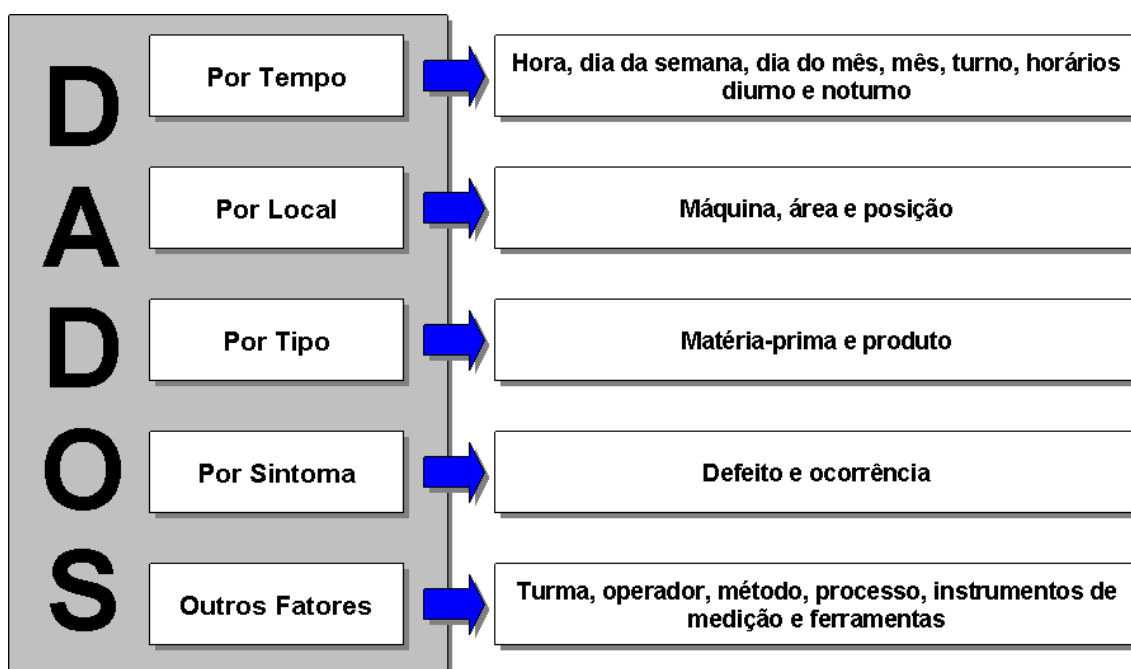 DADOS
Por Tempo
Hora, dia da semana, dia do mês, mês, turno, horários
diurno e noturno
Por Local
Máquina, área e posição
Por Tipo
Matéria-prima e produto
Por Sintoma
Defeito e ocorrência
Outros Fatores
Turma, operador, método, processo, instrumentos de
medição e ferramentas